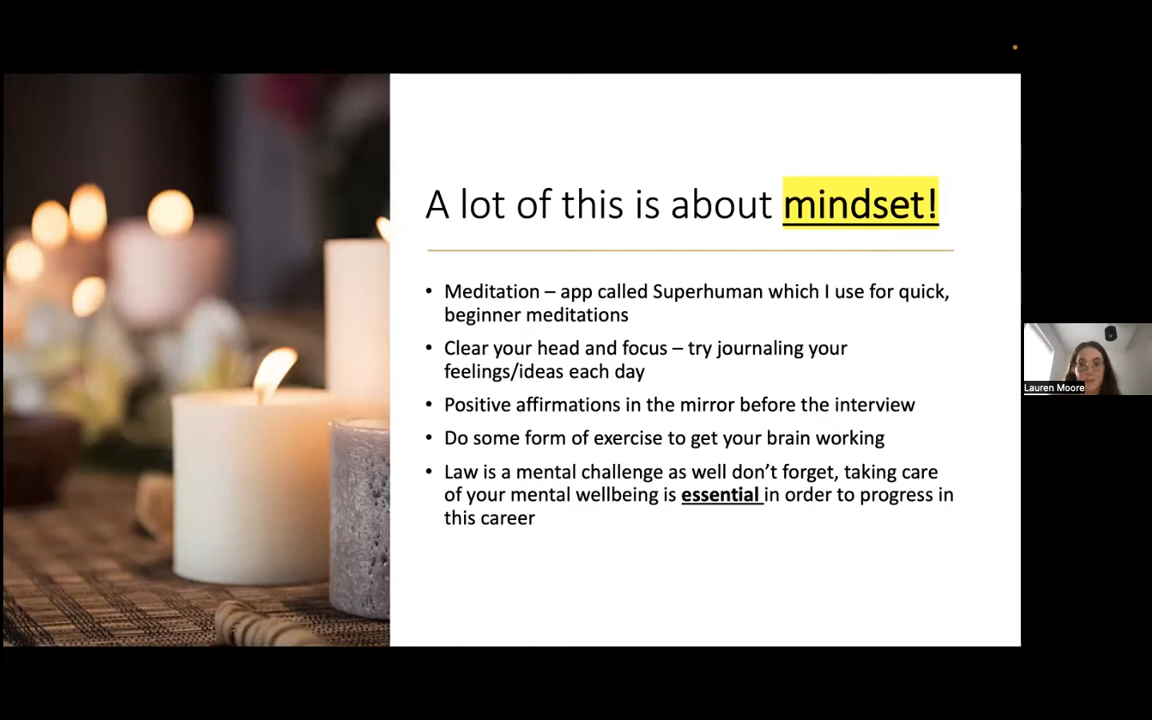 A lot of this is about mindset!
• Meditation – app called Superhuman which I use for quick,
beginner meditations
• Clear your head and focus – try journaling your
feelings/ideas each day
• Positive affirmations in the mirror before the interview
• Do some form of exercise to get your brain working
• Law is a mental challenge as well don’t forget, taking care
of your mental wellbeing is essential in order to progress in
this career
Lauren Moore